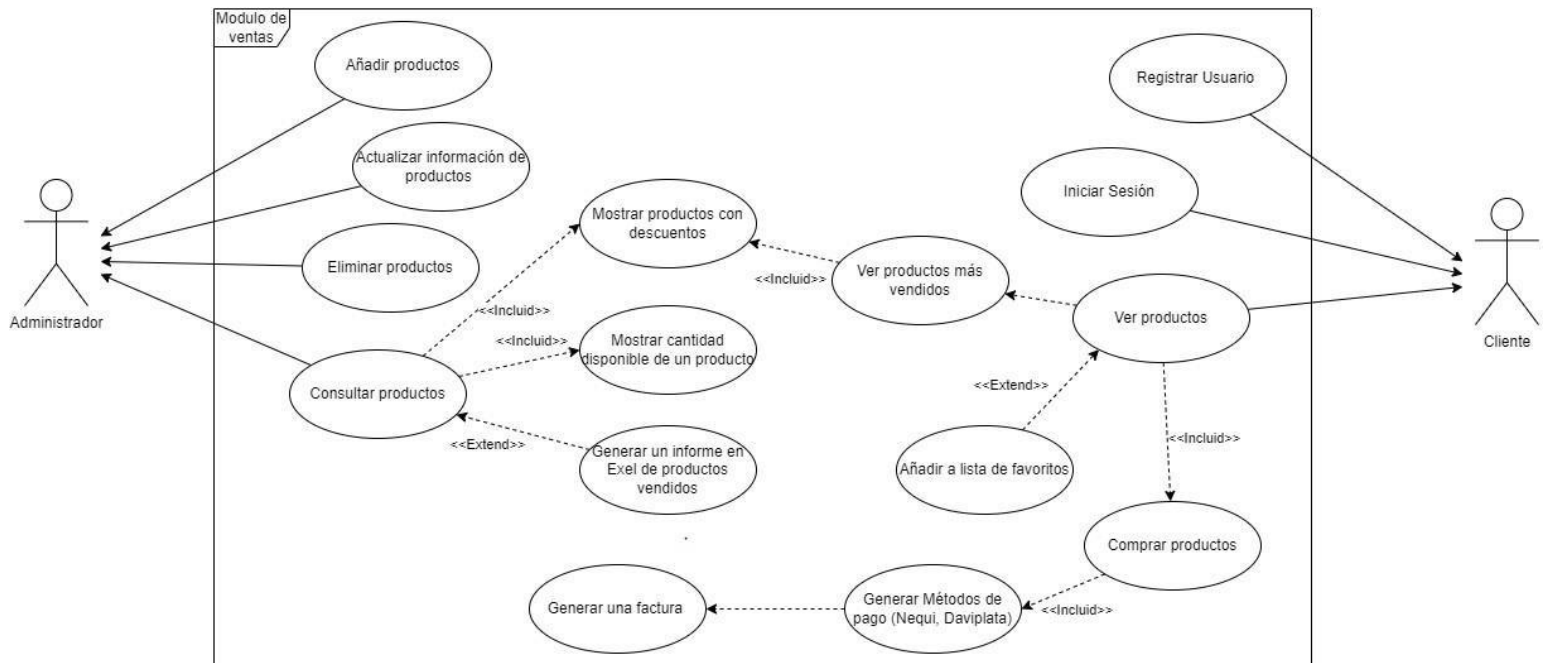 Modulo de
ventas
Añadir productos
Registrar Usuario
Actualizar información de
productos
Iniciar Sesión
Mostrar productos con
descuentos
Eliminar productos
<<Incluid>>
Ver productos más
vendidos
Administrador
<<Incluid>>
Ver productos
Cliente
<<Incluid>>
Mostrar cantidad
disponible de un producto
Consultar productos
<<Extend>>
<<Extend>>
Generar un informe en
Exel de productos
vendidos
Añadir a lista de favoritos
<<Incluid>>
Comprar productos
Generar una factura
Generar Métodos de
pago (Nequi, Daviplata)
<<Incluid>>